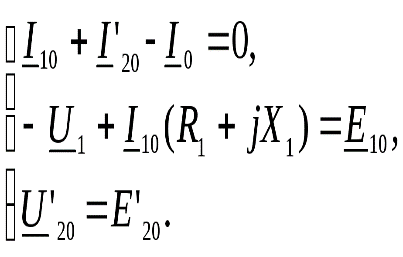 I̲₁₀ + I̲'₂₀ - I̲₀ = 0,
- U̲₁ + I̲₁₀(R₁ + jX₁) = E̲₁₀,
U̲'₂₀ = E'₂₀.